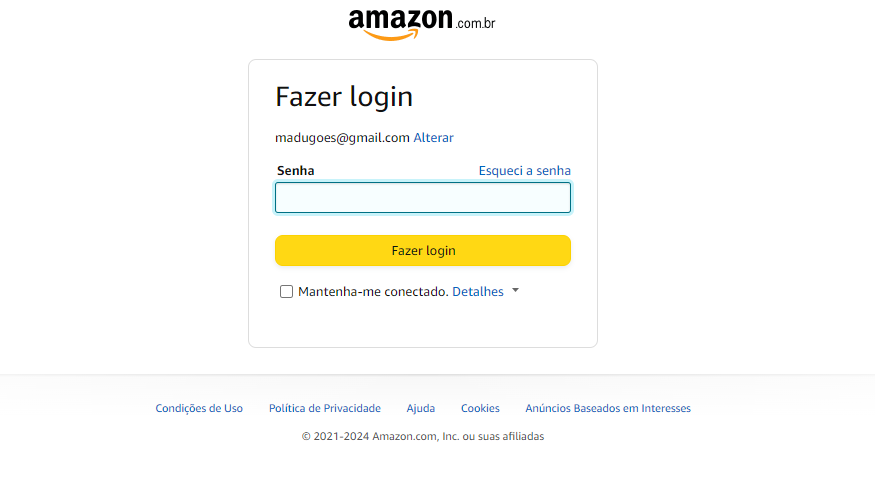 amazon.com.br
Fazer login
madugoes@gmail.com Alterar
Senha Esqueci a senha
Fazer login
Mantenha-me conectado. Detalhes
Condições de Uso Política de Privacidade Ajuda Cookies Anúncios Baseados em Interesses
© 2021-2024 Amazon.com, Inc. ou suas afiliadas